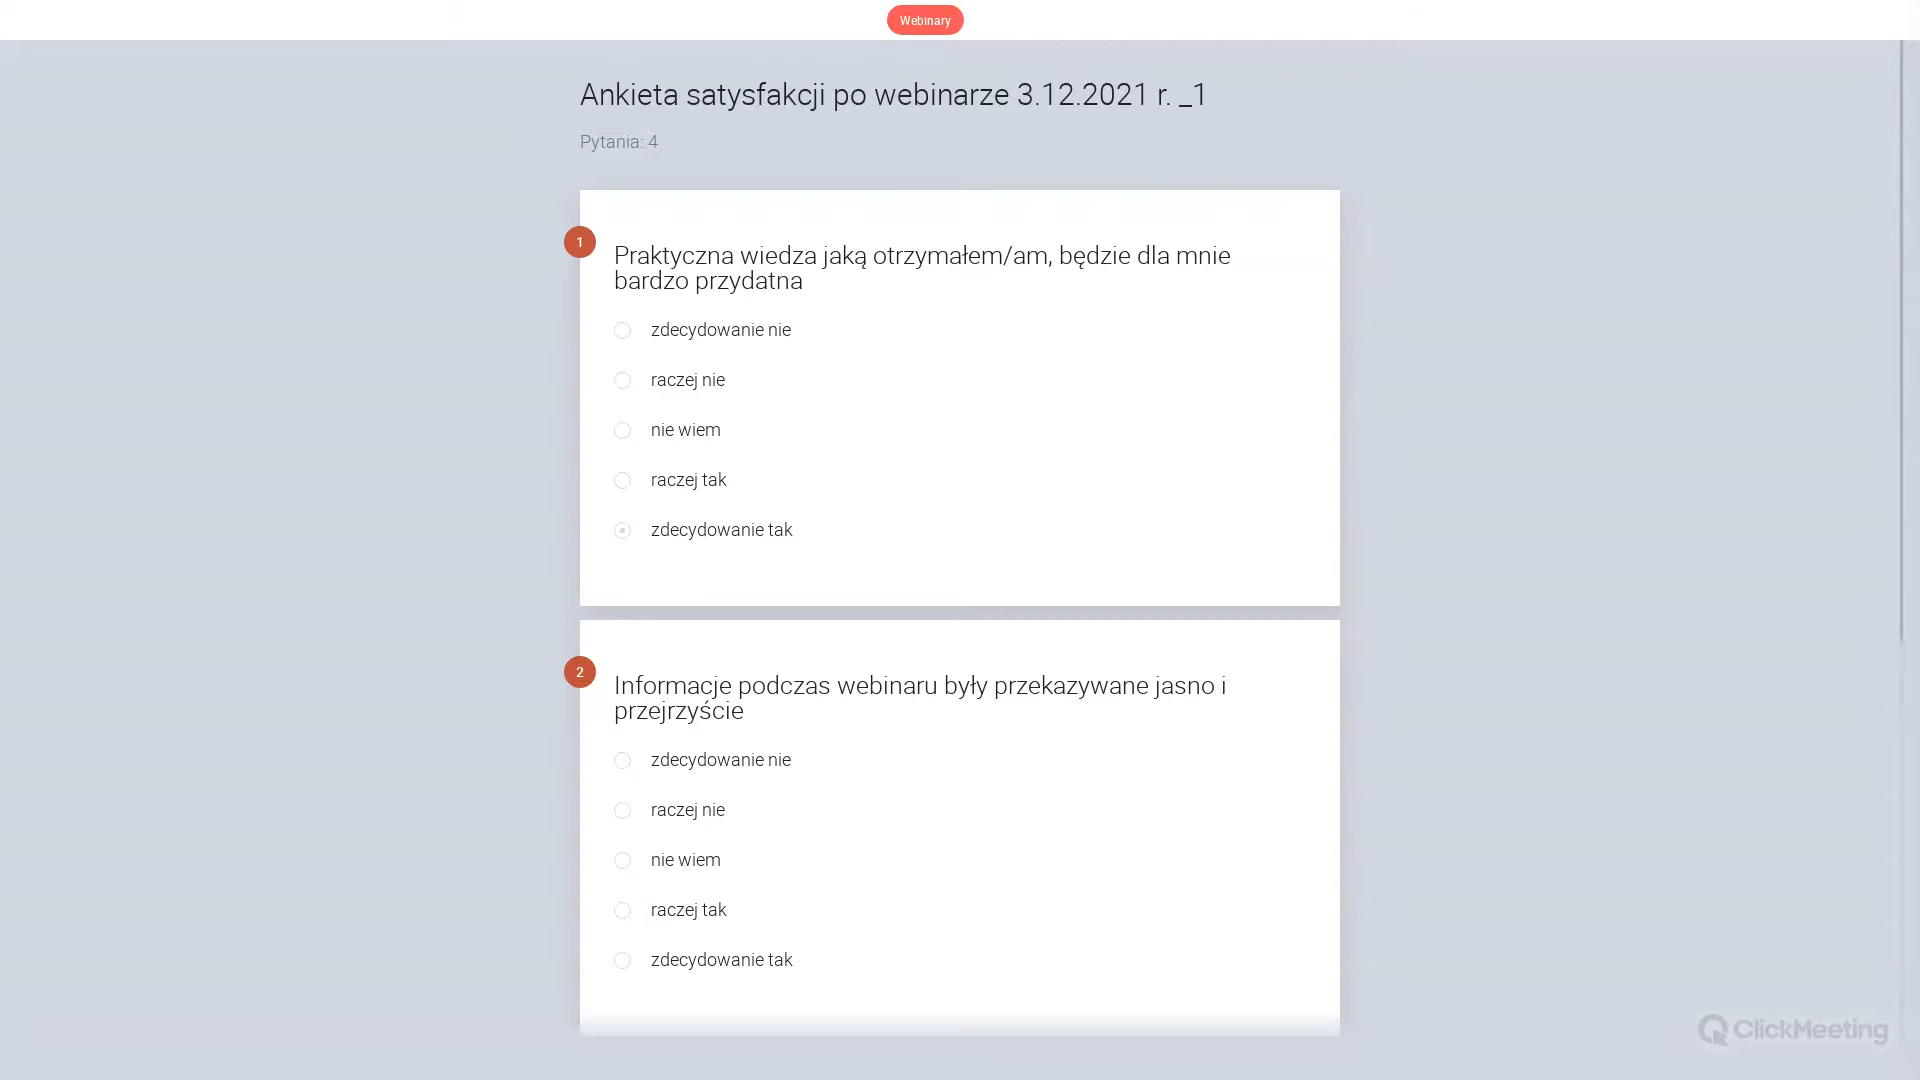 Webinary
Ankieta satysfakcji po webinarze 3.12.2021 r. _1
Pytania: 4
1
Praktyczna wiedza jaką otrzymałem/am, będzie dla mnie
bardzo przydatna
zdecydowanie nie
raczej nie
nie wiem
raczej tak
zdecydowanie tak
2
Informacje podczas webinaru były przekazywane jasno i
przejrzyście
zdecydowanie nie
raczej nie
nie wiem
raczej tak
zdecydowanie tak
ClickMeeting